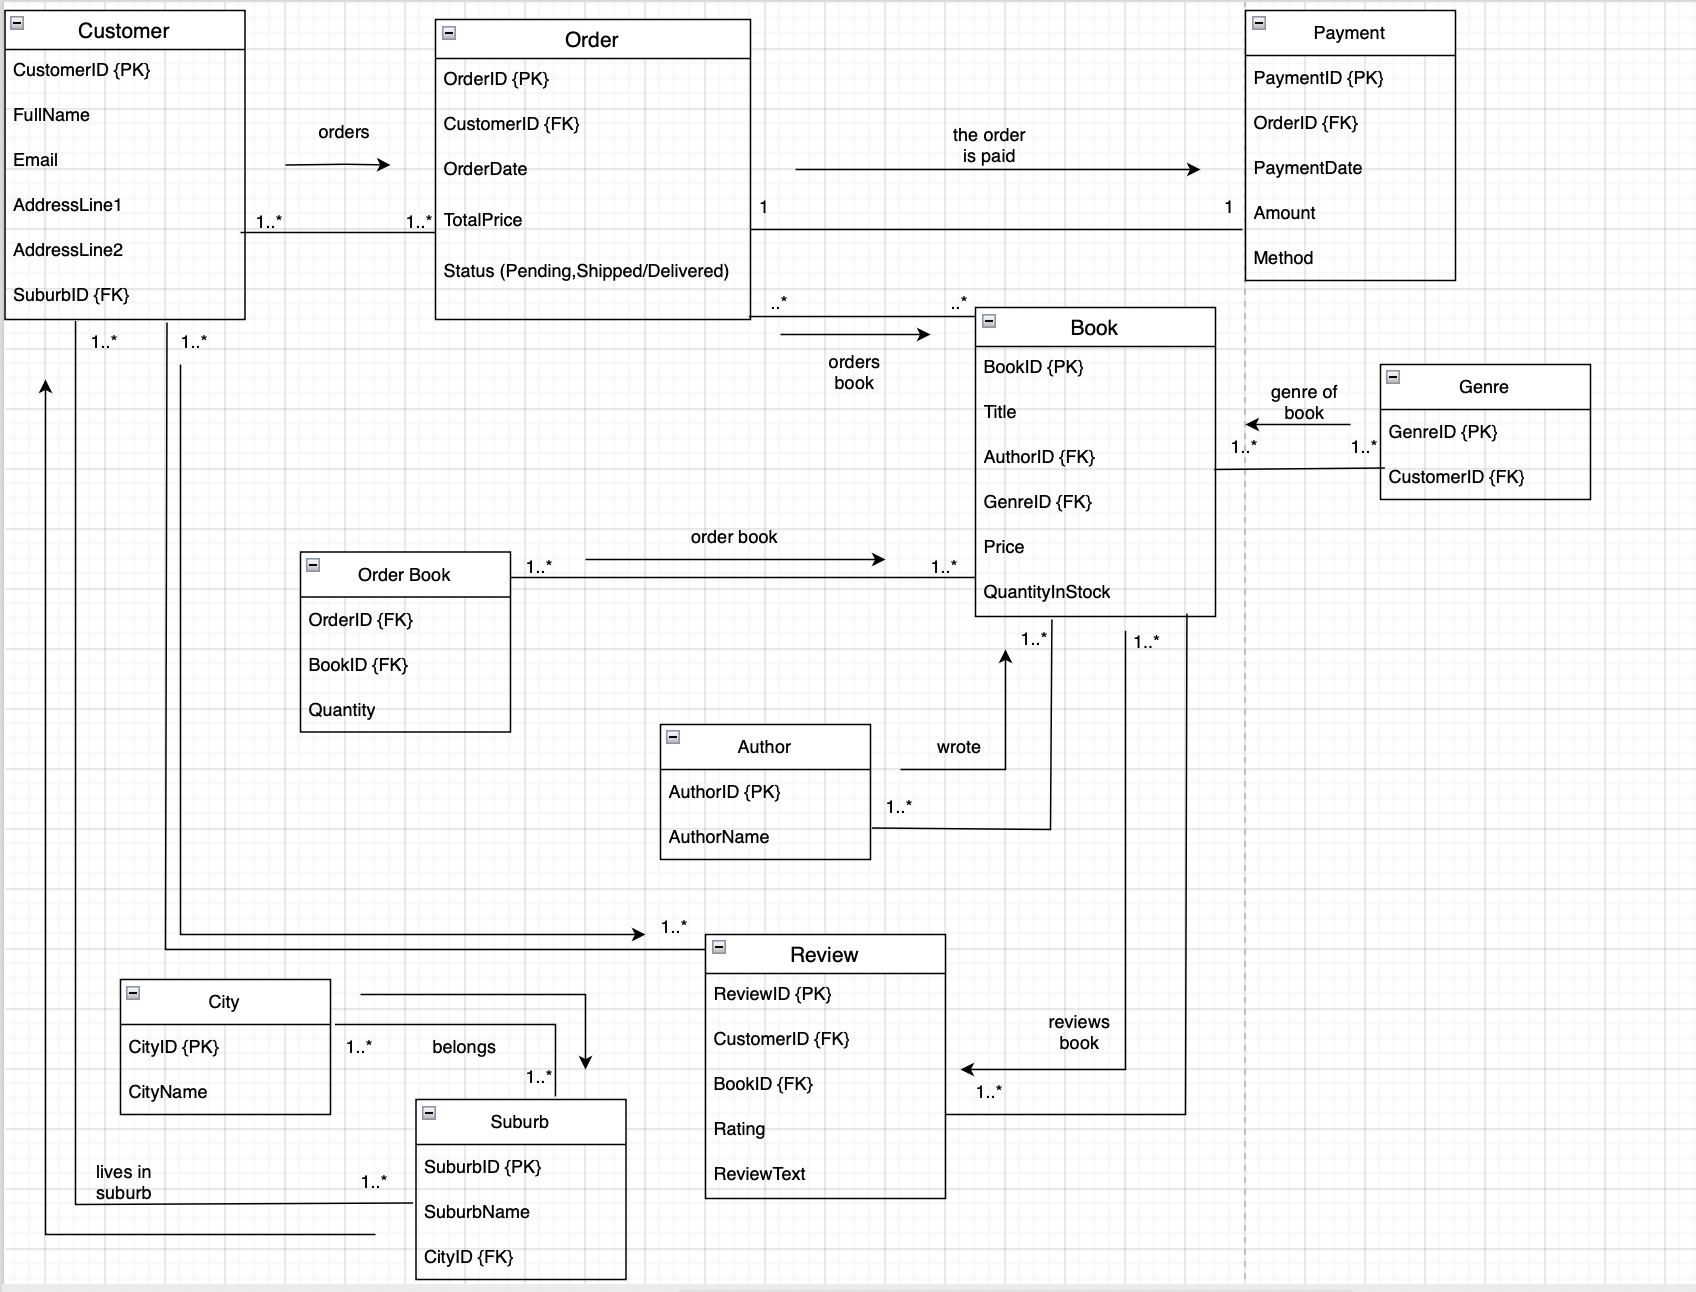 Customer
CustomerID {PK}
FullName
Email
AddressLine1
AddressLine2
SuburbID {FK}
orders
1..*
1..*
Order
OrderID {PK}
CustomerID {FK}
OrderDate
TotalPrice
Status (Pending,Shipped/Delivered)
the order
is paid
1
1
Payment
PaymentID {PK}
OrderID {FK}
PaymentDate
Amount
Method
..*
..*
orders
book
Book
BookID {PK}
Title
AuthorID {FK}
GenreID {FK}
Price
QuantityInStock
genre of
book
1..*
1..*
Genre
GenreID {PK}
CustomerID {FK}
1..*
1..*
Order Book
OrderID {FK}
BookID {FK}
Quantity
order book
1..*
1..*
1..*
1..*
Author
AuthorID {PK}
AuthorName
wrote
1..*
1..*
Review
ReviewID {PK}
CustomerID {FK}
BookID {FK}
Rating
ReviewText
reviews
book
1..*
City
CityID {PK}
CityName
1..*
belongs
1..*
Suburb
SuburbID {PK}
SuburbName
CityID {FK}
lives in
suburb
1..*